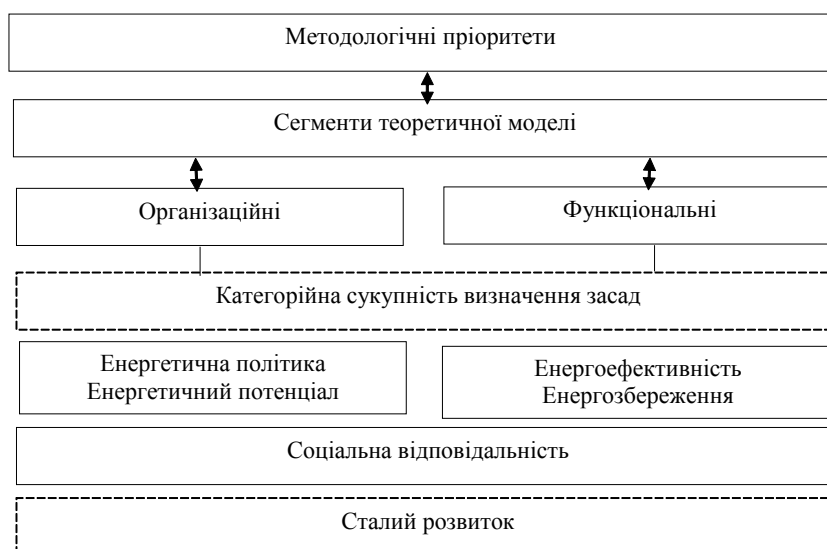 Методологічні пріоритети
Сегменти теоретичної моделі
Організаційні
Функціональні
Категорійна сукупність визначення засад
Енергетична політика
Енергетичний потенціал
Енергоефективність
Енергозбереження
Соціальна відповідальність
Сталий розвиток